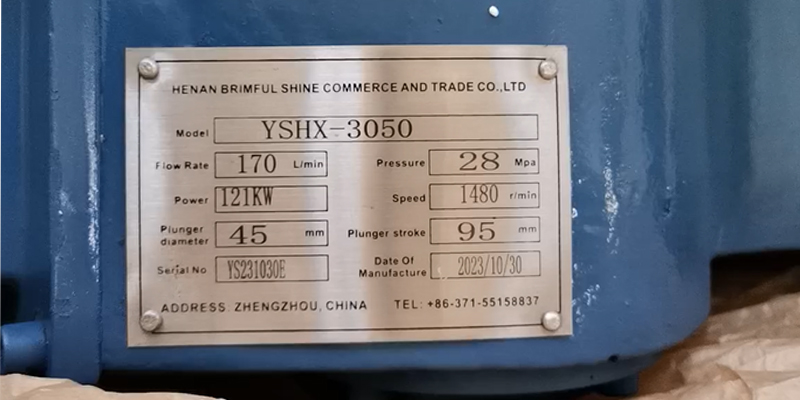 HENAN BRIMFUL SHINE COMMERCE AND TRADE CO.,LTD
Model YSHX-3050
Flow Rate 170 L/min Pressure 28 Mpa
Power 121KW Speed 1480 r/min
Plunger diameter 45 mm Plunger stroke 95 mm
Serial No YS231030E Date Of Manufacture 2023/10/30
ADDRESS: ZHENGZHOU, CHINA TEL: +86-371-55158837